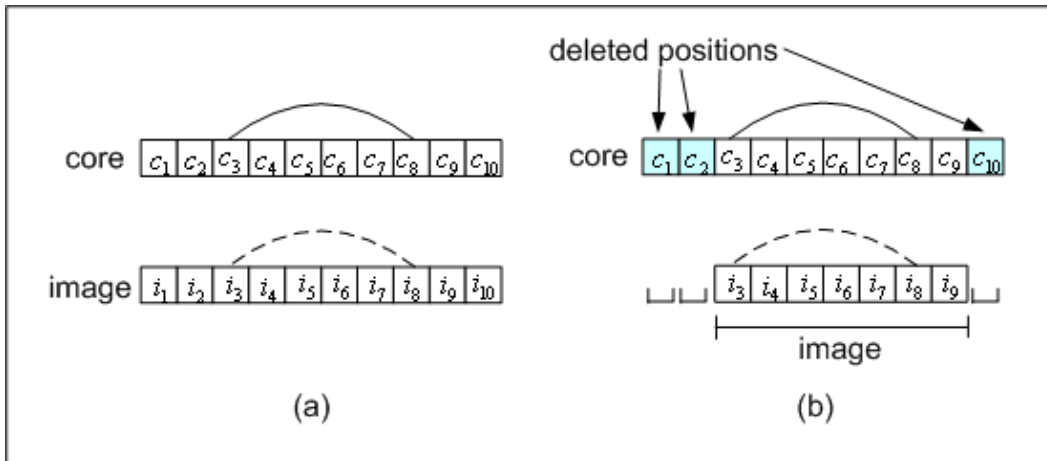 core c1 c2 c3 c4 c5 c6 c7 c8 c9 c10
image i1 i2 i3 i4 i5 i6 i7 i8 i9 i10
(a)
deleted positions
core c1 c2 c3 c4 c5 c6 c7 c8 c9 c10
i3 i4 i5 i6 i7 i8 i9
image
(b)